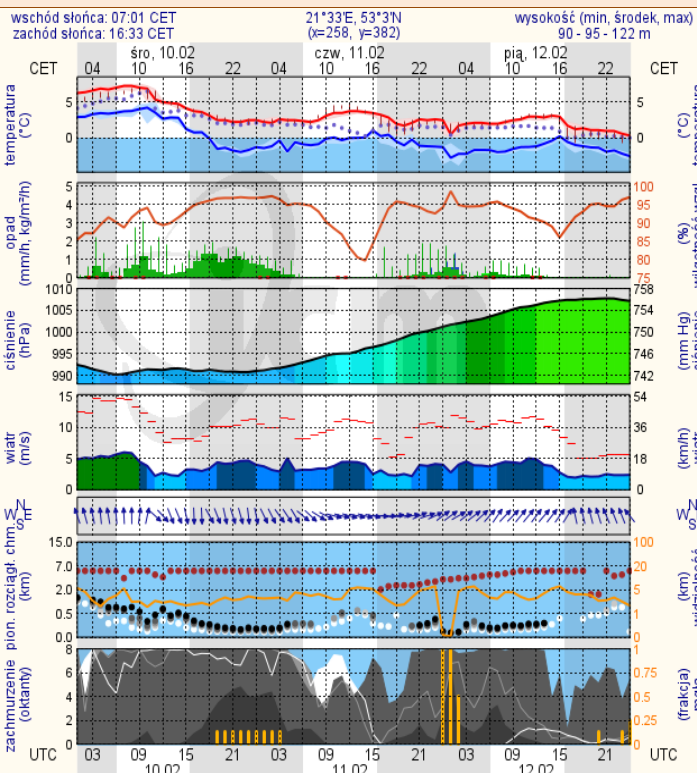 wschód słońca: 07:01 CET 21°33'E, 53°3'N wysokość (min, środek, max)
zachód słońca: 16:33 CET (x=258, y=382) 90 - 95 - 122 m
śro, 10.02 czw, 11.02 pią, 12.02
CET 04 10 22 04 10 16 04 10 22 CET
temperatura (°C) 5 0 5 0 (°C)
opad (mm/h, kg/m²/h) 5 4 3 2 1 0 100 95 90 85 80 75 (%)
ciśnienie (hPa) 1010 1005 1000 995 990 758 754 750 746 742 (mm Hg)
wiatr (m/s) 15 10 5 0 54 36 18 0 (km/h)
N W E S N W S
pion. rozciągł. chm. (km) 15.0 7.0 2.0 0.5 0.0 100 20 5 1 0 (km)
zachmurzenie (oktanty) 8 6 4 2 0 1 0.75 0.5 0.25 0 (frakcja)
UTC 03 09 15 21 03 09 15 21 03 09 15 21 UTC
10.02 11.02 12.02